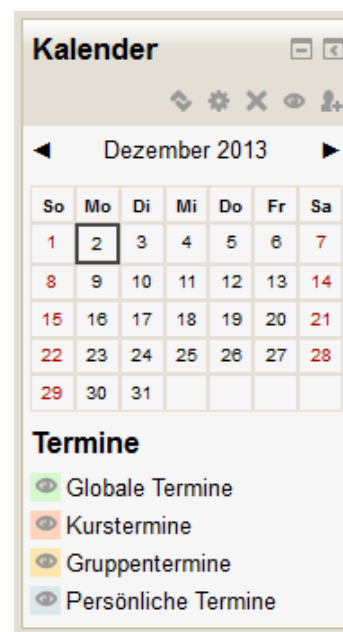 Kalender
Dezember 2013
So Mo Di Mi Do Fr Sa
1 2 3 4 5 6 7
8 9 10 11 12 13 14
15 16 17 18 19 20 21
22 23 24 25 26 27 28
29 30 31
Termine
Globale Termine
Kurstermine
Gruppentermine
Persönliche Termine